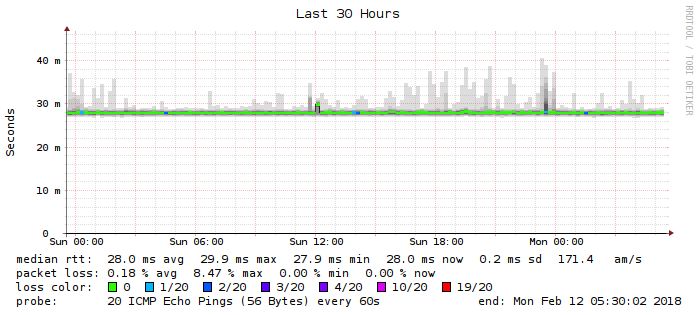 Last 30 Hours
RRDTOOL / TOBI OETIKER
Seconds
40 m
30 m
20 m
10 m
0
Sun 00:00 Sun 06:00 Sun 12:00 Sun 18:00 Mon 00:00
median rtt: 28.0 ms avg 29.9 ms max 27.9 ms min 28.0 ms now 0.2 ms sd 171.4 am/s
packet loss: 0.18 % avg 8.47 % max 0.00 % min 0.00 % now
loss color: 0 1/20 2/20 3/20 4/20 10/20 19/20
probe: 20 ICMP Echo Pings (56 Bytes) every 60s end: Mon Feb 12 05:30:02 2018